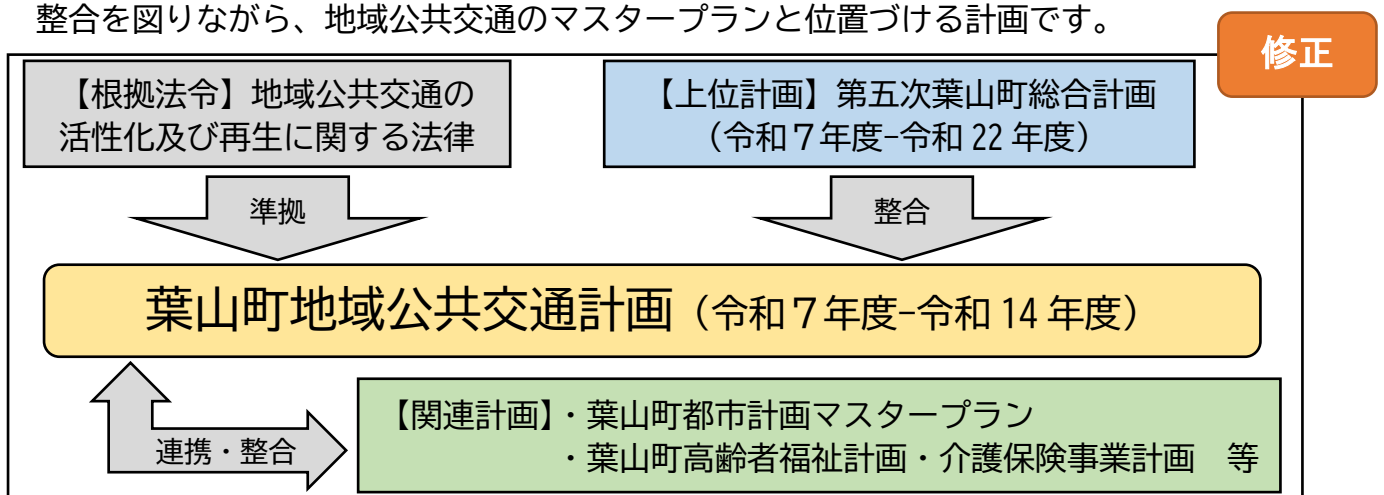 整合を図りながら、地域公共交通のマスタープランと位置づける計画です。
修正
【根拠法令】地域公共交通の
活性化及び再生に関する法律
【上位計画】第五次葉山町総合計画
（令和７年度-令和 22 年度）
準拠
整合
葉山町地域公共交通計画（令和７年度-令和 14 年度）
連携・整合
【関連計画】・葉山町都市計画マスタープラン
・葉山町高齢者福祉計画・介護保険事業計画　等